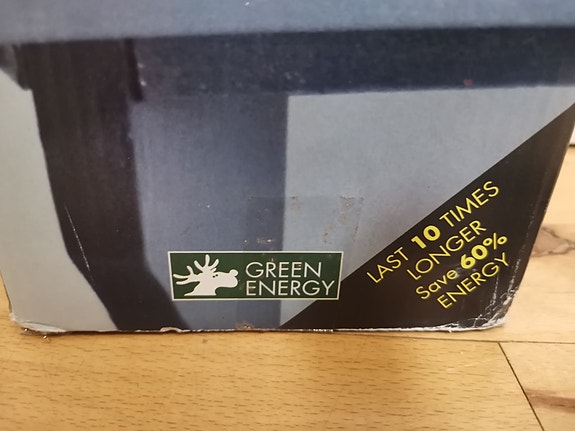 GREEN
ENERGY
LAST 10 TIMES
LONGER
Save 60%
ENERGY